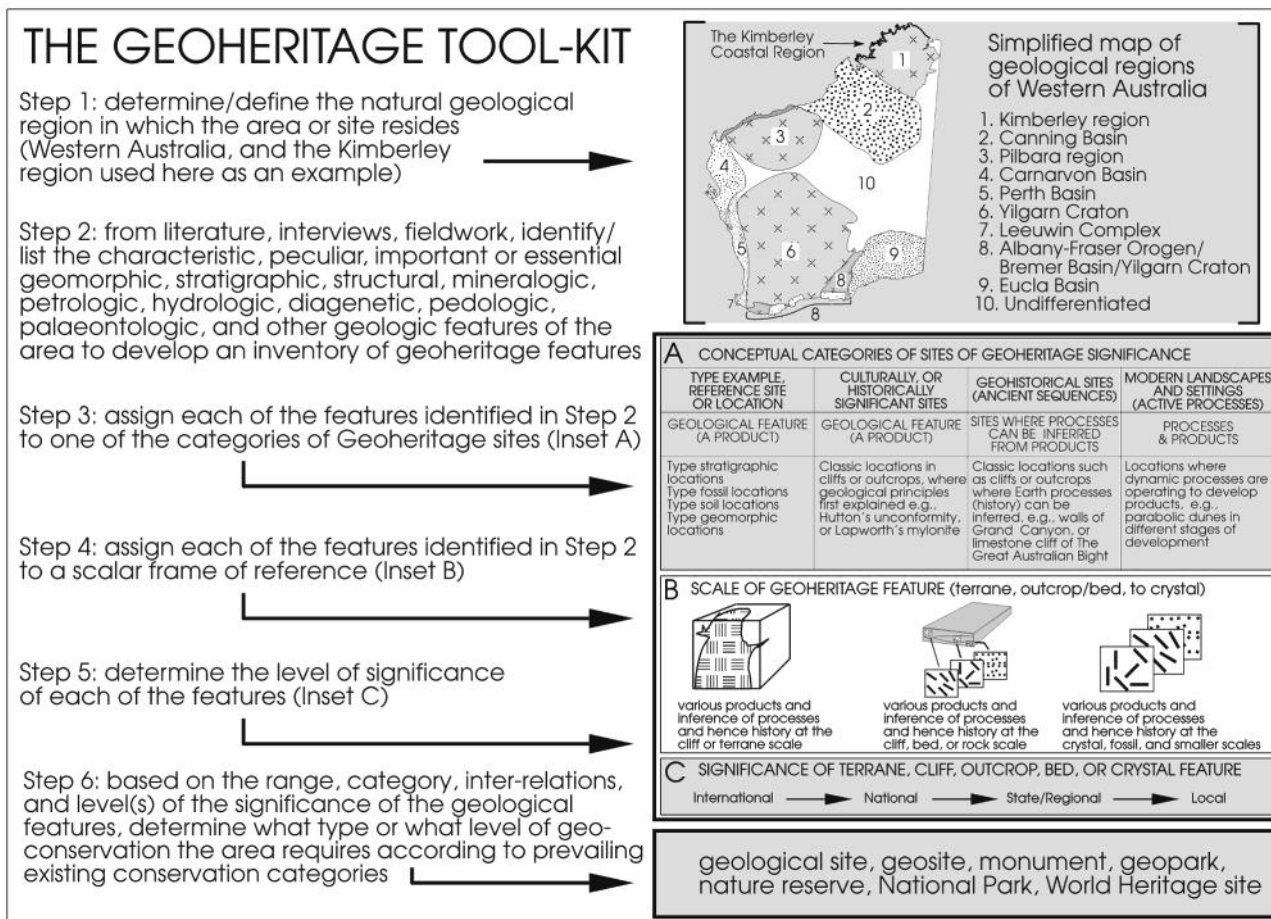 THE GEOHERITAGE TOOL-KIT
Step 1: determine/define the natural geological
region in which the area or site resides
(Western Australia, and the Kimberley
region used here as an example)
Step 2: from literature, interviews, fieldwork, identify/
list the characteristic, peculiar, important or essential
geomorphic, stratigraphic, structural, mineralogic,
petrologic, hydrologic, diagenetic, pedologic,
palaeontologic, and other geologic features of the
area to develop an inventory of geoheritage features
Step 3: assign each of the features identified in Step 2
to one of the categories of Geoheritage sites (Inset A)
Step 4: assign each of the features identified in Step 2
to a scalar frame of reference (Inset B)
Step 5: determine the level of significance
of each of the features (Inset C)
Step 6: based on the range, category, inter-relations,
and level(s) of the significance of the geological
features, determine what type or what level of geo-
conservation the area requires according to prevailing
existing conservation categories
The Kimberley
Coastal Region
1
2
3
4
10
5
6
9
8
7
8
Simplified map of
geological regions
of Western Australia
1. Kimberley region
2. Canning Basin
3. Pilbara region
4. Carnarvon Basin
5. Perth Basin
6. Yilgarn Craton
7. Leeuwin Complex
8. Albany-Fraser Orogen/
Bremer Basin/Yilgarn Craton
9. Eucla Basin
10. Undifferentiated
A CONCEPTUAL CATEGORIES OF SITES OF GEOHERITAGE SIGNIFICANCE
TYPE EXAMPLE,
REFERENCE SITE
OR LOCATION
CULTURALLY, OR
HISTORICALLY
SIGNIFICANT SITES
GEOHISTORICAL SITES
(ANCIENT SEQUENCES)
MODERN LANDSCAPES
AND SETTINGS
(ACTIVE PROCESSES)
GEOLOGICAL FEATURE
(A PRODUCT)
GEOLOGICAL FEATURE
(A PRODUCT)
SITES WHERE PROCESSES
CAN BE INFERRED
FROM PRODUCTS
PROCESSES
& PRODUCTS
Type stratigraphic
locations
Type fossil locations
Type soil locations
Type geomorphic
locations
Classic locations in
cliffs or outcrops, where
geological principles
first explained e.g.,
Hutton's unconformity,
or Lapworth's mylonite
Classic locations such
as cliffs or outcrops
where Earth processes
(history) can be
inferred, e.g., walls of
Grand Canyon, or
limestone cliff of The
Great Australian Bight
Locations where
dynamic processes are
operating to develop
products, e.g.,
parabolic dunes in
different stages of
development
B SCALE OF GEOHERITAGE FEATURE (terrane, outcrop/bed, to crystal)
various products and
inference of processes
and hence history at the
cliff or terrane scale
various products and
inference of processes
and hence history at the
cliff, bed, or rock scale
various products and
inference of processes
and hence history at the
crystal, fossil, and smaller scales
C SIGNIFICANCE OF TERRANE, CLIFF, OUTCROP, BED, OR CRYSTAL FEATURE
International National State/Regional Local
geological site, geosite, monument, geopark,
nature reserve, National Park, World Heritage site